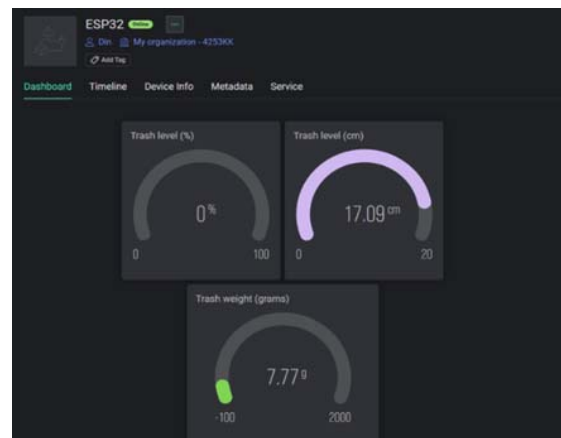 ESP32 Online ...
Din My organization - 4253KK
Add Tag
Dashboard Timeline Device Info Metadata Service
Trash level (%)
0 %
0 100
Trash level (cm)
17.09 cm
0 20
Trash weight (grams)
7.77 g
-100 2000